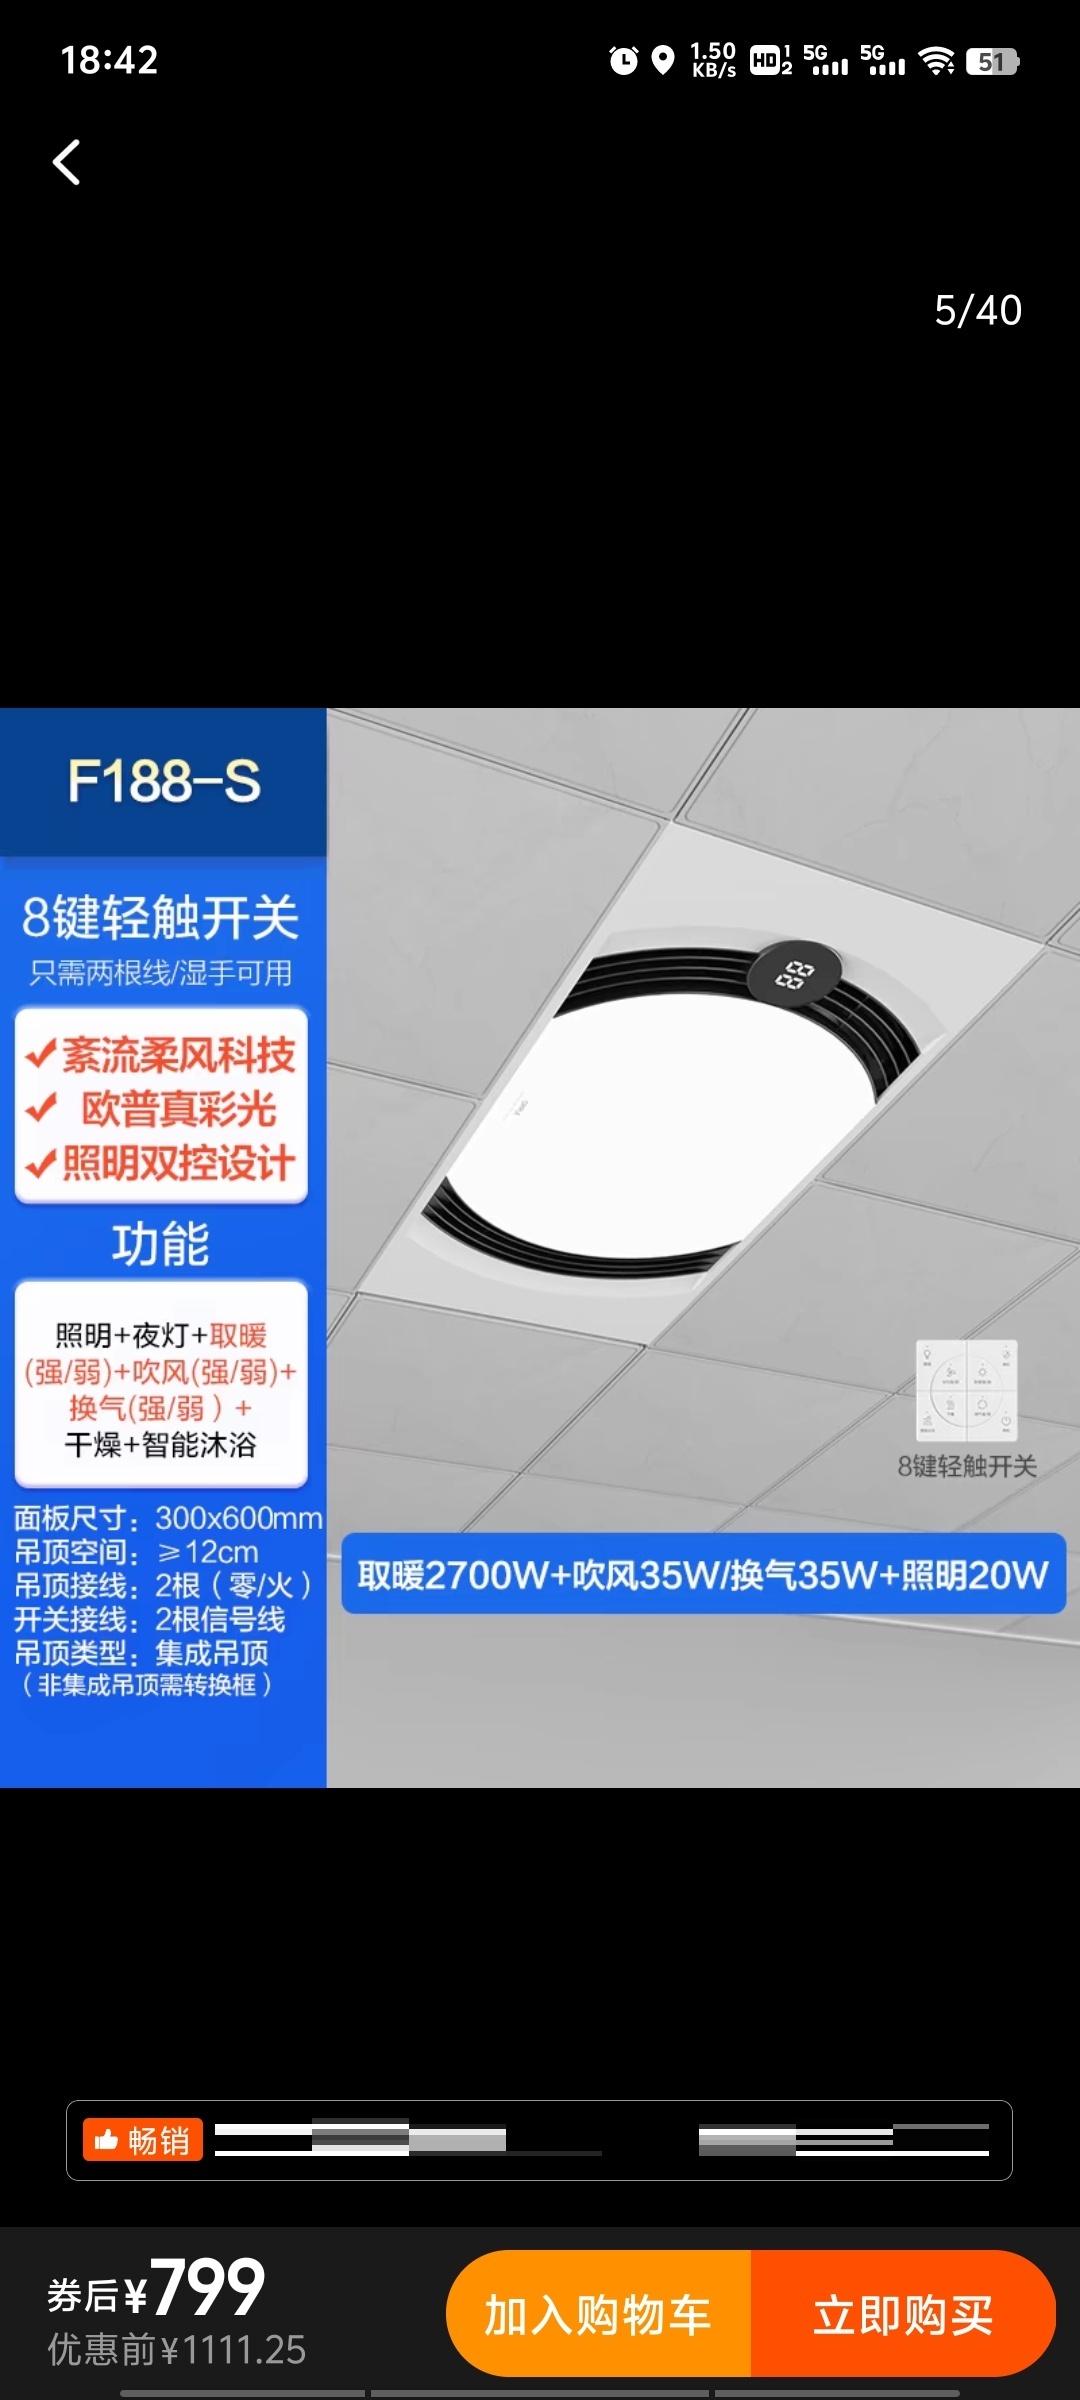 18:42
1.50
KB/s
HD 1 2
5G
5G
51
5/40
F188-S
8键轻触开关
只需两根线/湿手可用
紊流柔风科技
欧普真彩光
照明双控设计
功能
照明+夜灯+取暖
(强/弱)+吹风(强/弱)+
换气(强/弱）+
干燥+智能沐浴
面板尺寸：300x600mm
吊顶空间：≥12cm
吊顶接线：2根（零/火）
开关接线：2根信号线
吊顶类型：集成吊顶
（非集成吊顶需转换框）
88
8键轻触开关
取暖2700W+吹风35W/换气35W+照明20W
畅销
券后¥799
优惠前¥1111.25
加入购物车
立即购买